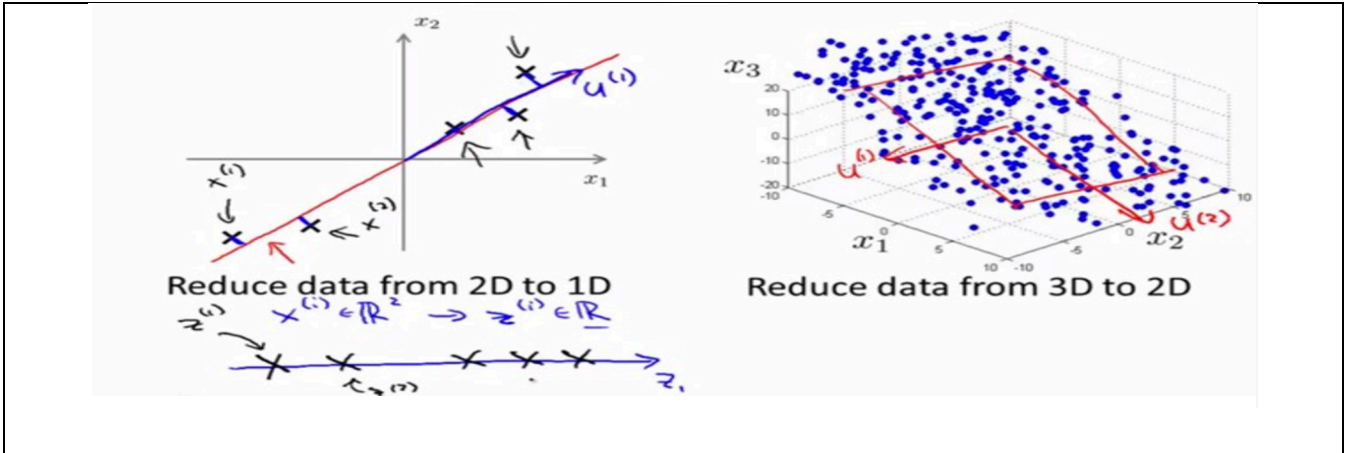 x₂
u⁽¹⁾
x₁
x⁽¹⁾
x⁽²⁾
Reduce data from 2D to 1D
x⁽ⁱ⁾ ∈ ℝ² → z⁽ⁱ⁾ ∈ ℝ
z⁽¹⁾
z⁽²⁾
z₁
x₃
20
10
0
-10
-20
-10
-5
0
5
10
-10
-5
0
5
10
x₁
x₂
u⁽¹⁾
u⁽²⁾
Reduce data from 3D to 2D